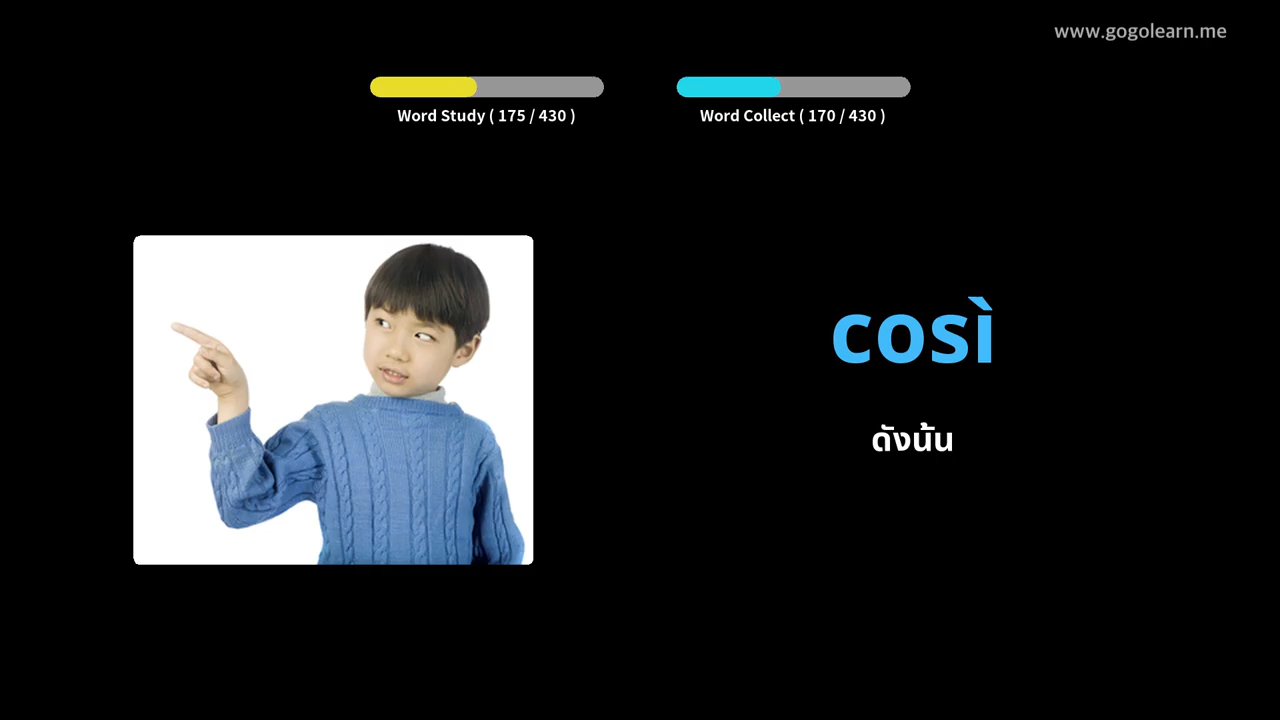 www.gogolearn.me
Word Study ( 175 / 430 )
Word Collect ( 170 / 430 )
così
ดังนั้น